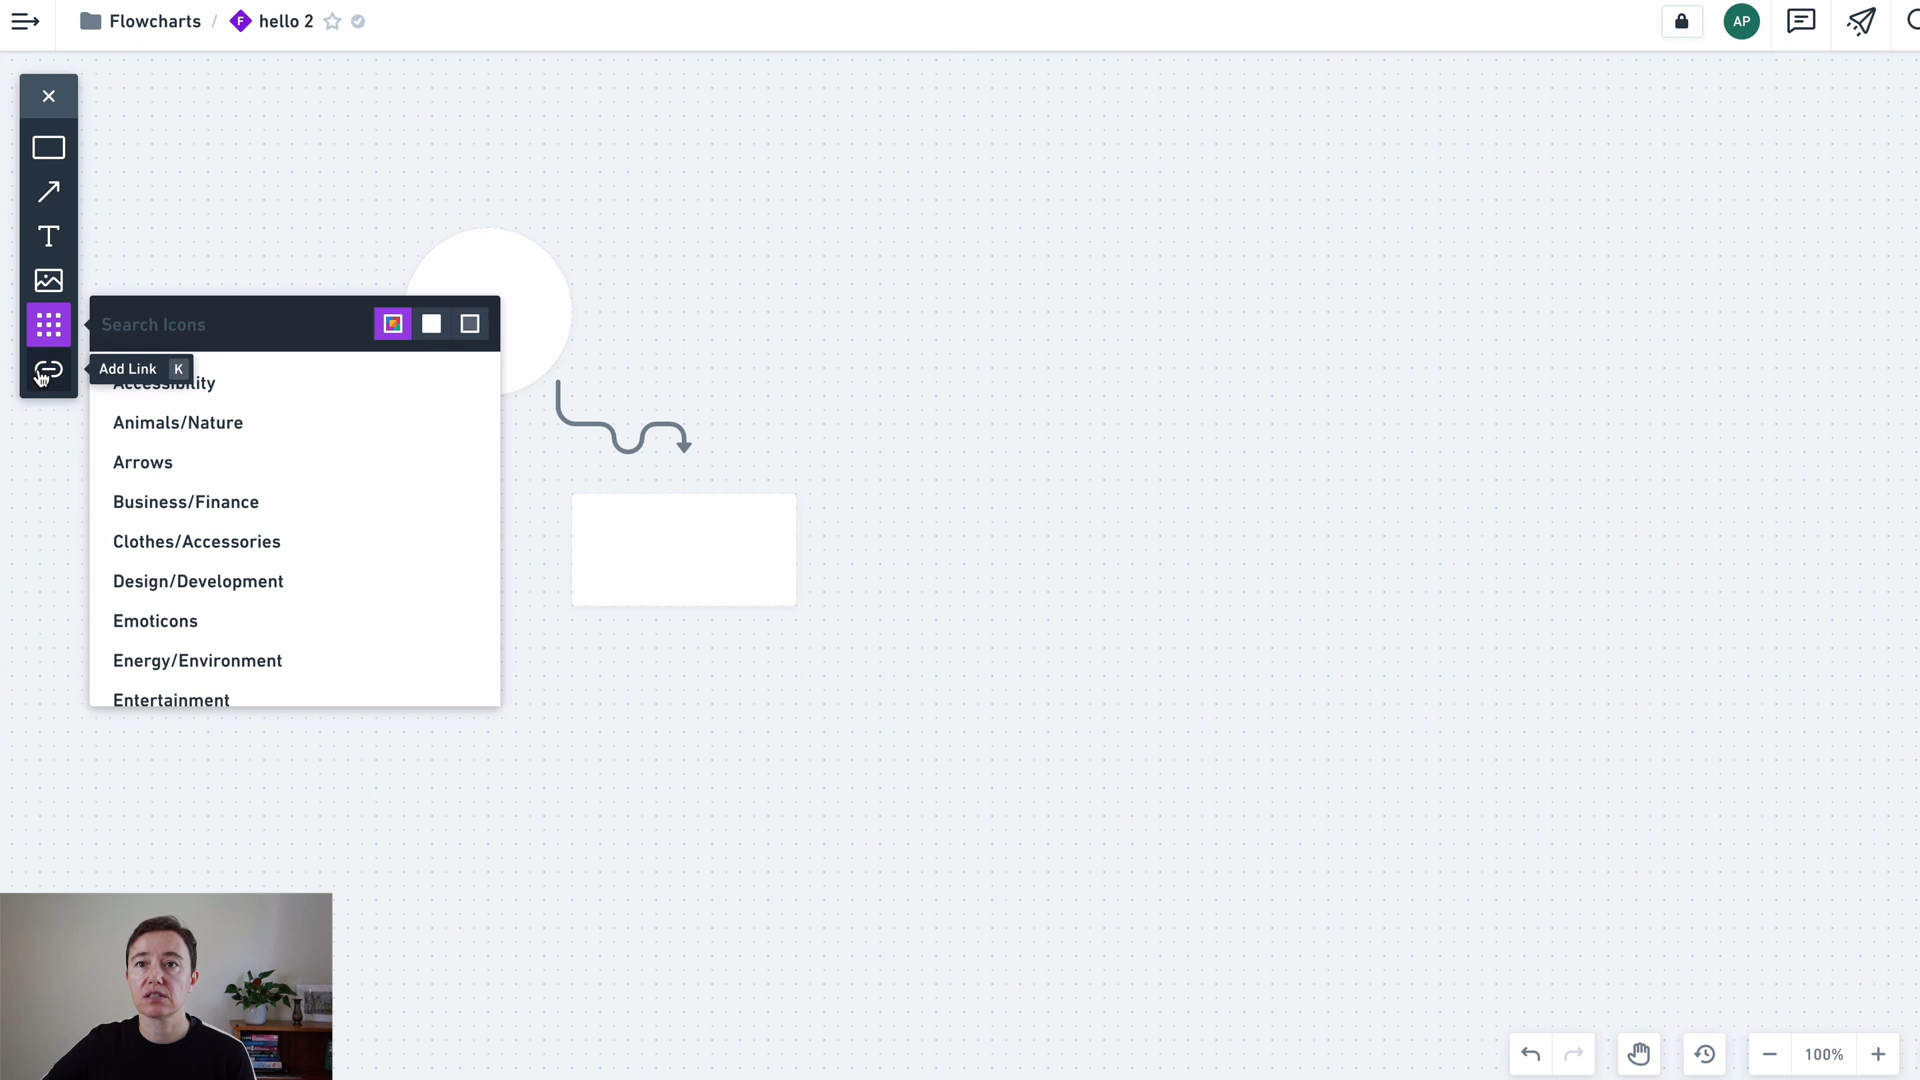 Flowcharts / F hello 2
AP
T
Search Icons
Add Link K
Accessibility
Animals/Nature
Arrows
Business/Finance
Clothes/Accessories
Design/Development
Emoticons
Energy/Environment
Entertainment
100%